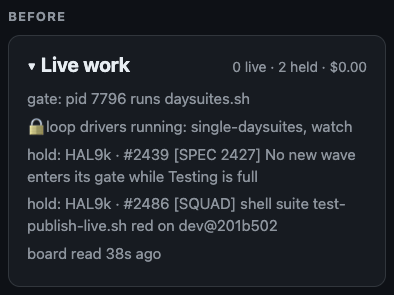 BEFORE
▾ Live work
0 live · 2 held · $0.00
gate: pid 7796 runs daysuites.sh
🔒loop drivers running: single-daysuites, watch
hold: HAL9k · #2439 [SPEC 2427] No new wave
enters its gate while Testing is full
hold: HAL9k · #2486 [SQUAD] shell suite test-
publish-live.sh red on dev@201b502
board read 38s ago